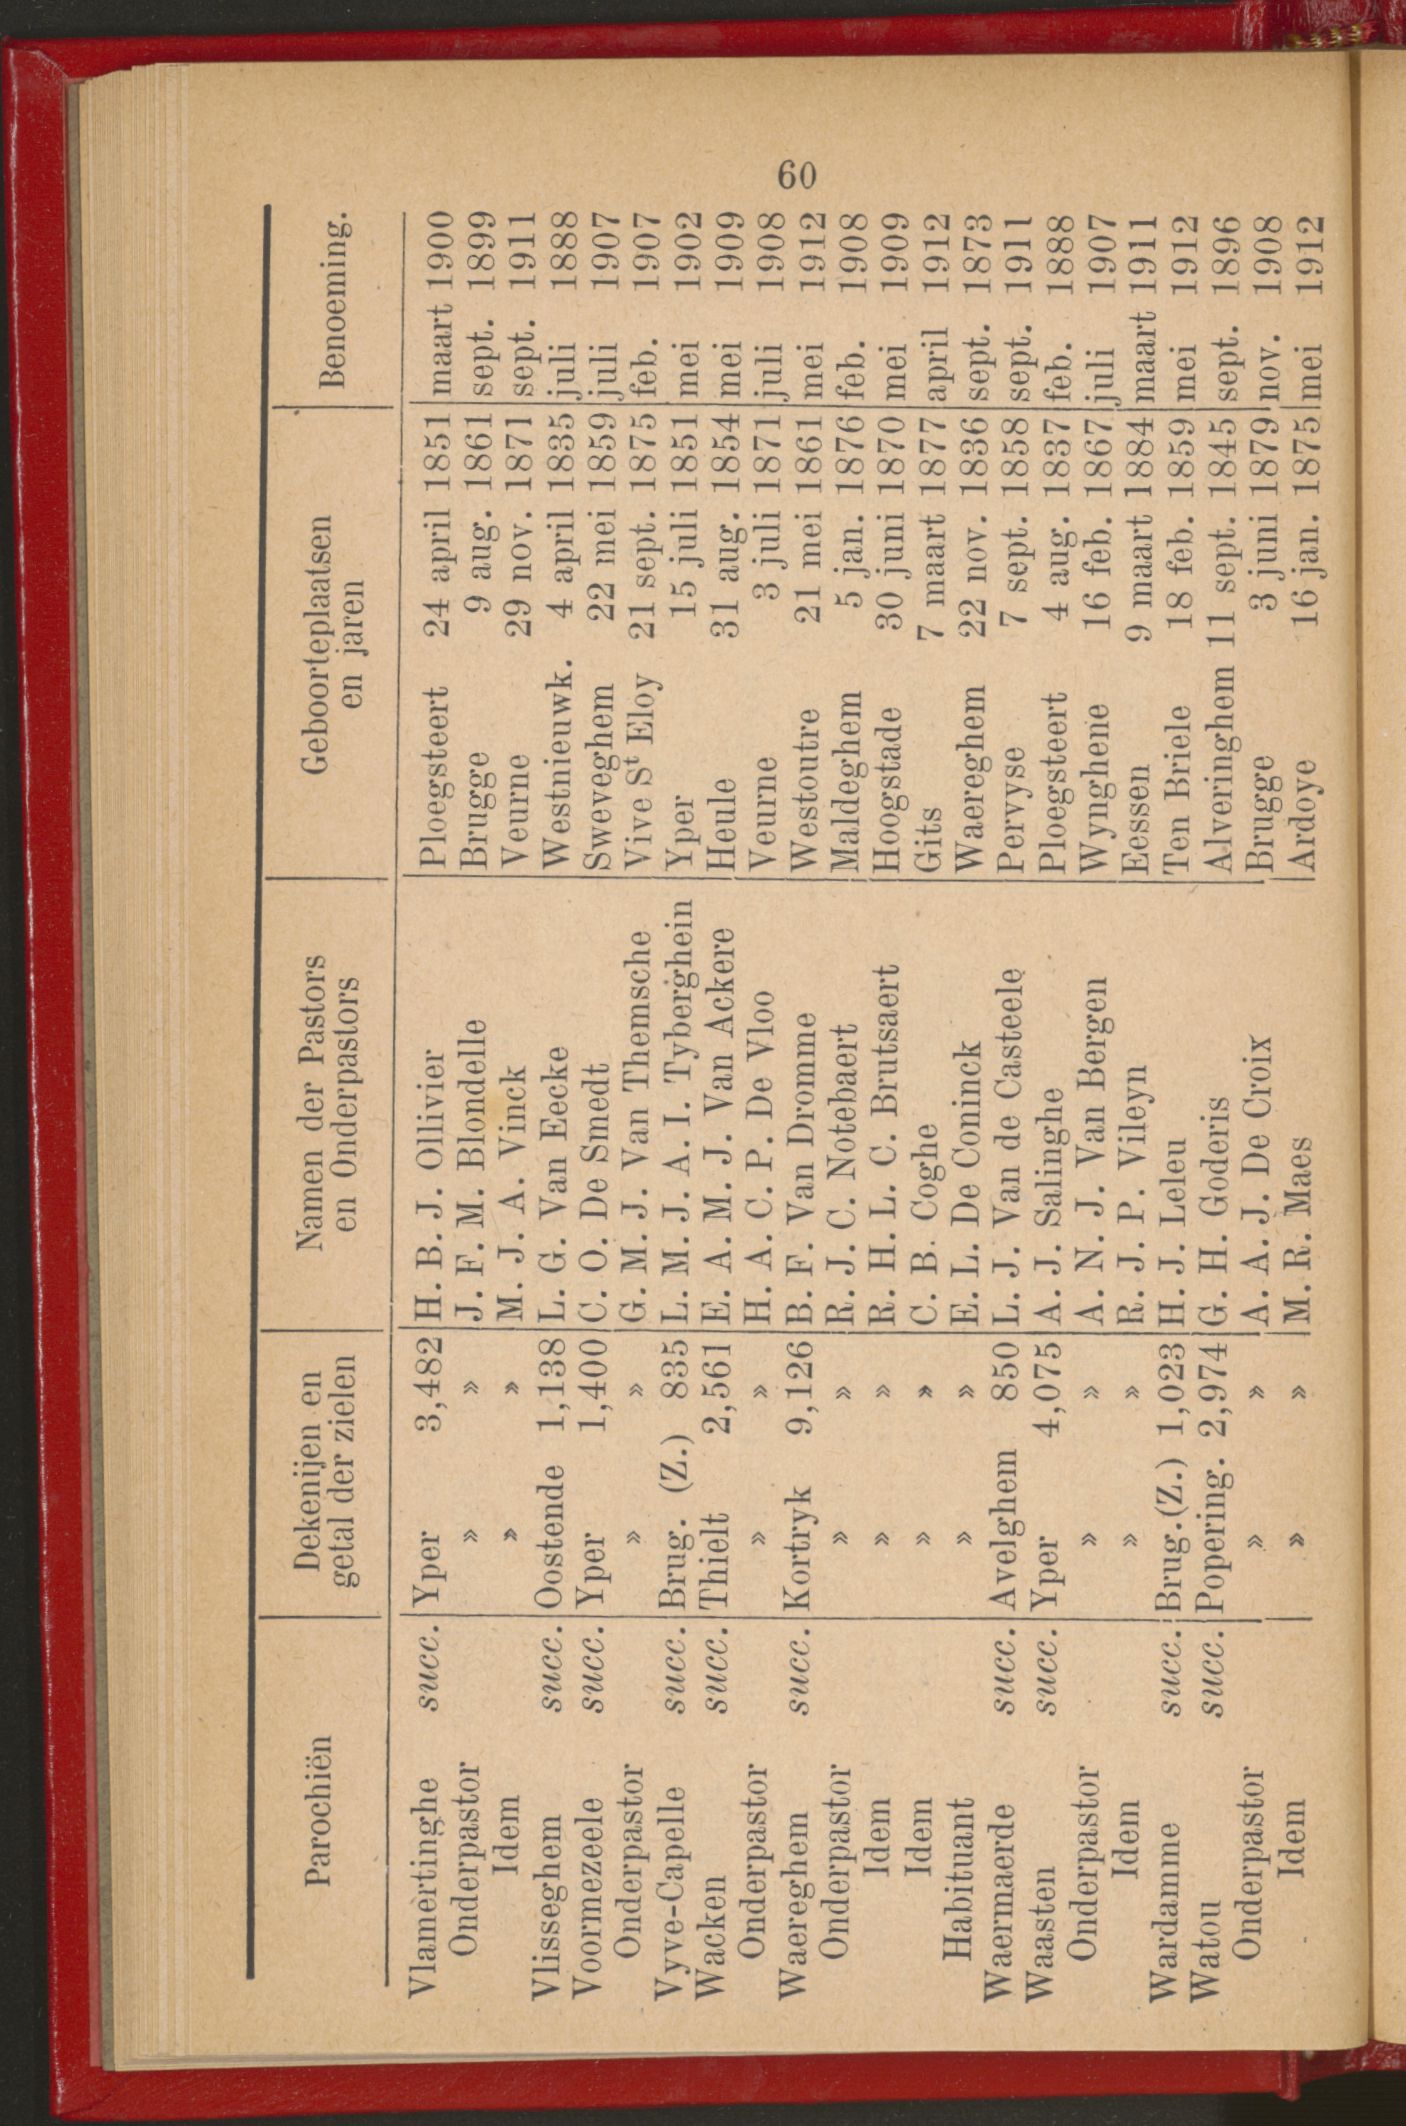 60
Parochiën Dekenijen en getal der zielen Namen der Pastors en Onderpastors Geboorteplaatsen en jaren Benoeming.
Vlamèrtinghe succ. Yper 3,482 H. B. J. Ollivier Ploegsteert 24 april 1851 maart 1900
Onderpastor » » J. F. M. Blondelle Brugge 9 aug. 1861 sept. 1899
Idem » » M. J. A. Vinck Veurne 29 nov. 1871 sept. 1911
Vlisseghem succ. Oostende 1,138 L. G. Van Eecke Westnieuwk. 4 april 1835 juli 1888
Voormezeele succ. Yper 1,400 C. O. De Smedt Sweveghem 22 mei 1859 juli 1907
Onderpastor » » G. M. J. Van Themsche Vive St Eloy 21 sept. 1875 feb. 1907
Vyve-Capelle succ. Brug. (Z.) 835 L. M. J. A. I. Tyberghein Yper 15 juli 1851 mei 1902
Wacken succ. Thielt 2,561 E. A. M. J. Van Ackere Heule 31 aug. 1854 mei 1909
Onderpastor » » H. A. C. P. De Vloo Veurne 3 juli 1871 juli 1908
Waereghem succ. Kortryk 9,126 B. F. Van Dromme Westoutre 21 mei 1861 mei 1912
Onderpastor » » R. J. C. Notebaert Maldeghem 5 jan. 1876 feb. 1908
Idem » » R. H. L. C. Brutsaert Hoogstade 30 juni 1870 mei 1909
Idem » » C. B. Coghe Gits 7 maart 1877 april 1912
Habituant » » E. L. De Coninck Waereghem 22 nov. 1836 sept. 1873
Waermaerde succ. Avelghem 850 L. J. Van de Casteele Pervyse 7 sept. 1858 sept. 1911
Waasten succ. Yper 4,075 A. J. Salinghe Ploegsteert 4 aug. 1837 feb. 1888
Onderpastor » » A. N. J. Van Bergen Wynghene 16 feb. 1867 juli 1907
Idem » » R. J. P. Vileyn Eessen 9 maart 1884 maart 1911
Wardamme succ. Brug. (Z.) 1,023 H. J. Leleu Ten Briele 18 feb. 1859 mei 1912
Watou succ. Popering. 2,974 G. H. Goderis Alveringhem 11 sept. 1845 sept. 1896
Onderpastor » » A. A. J. De Croix Brugge 3 juni 1879 nov. 1908
Idem » » M. R. Maes Ardoye 16 jan. 1875 mei 1912